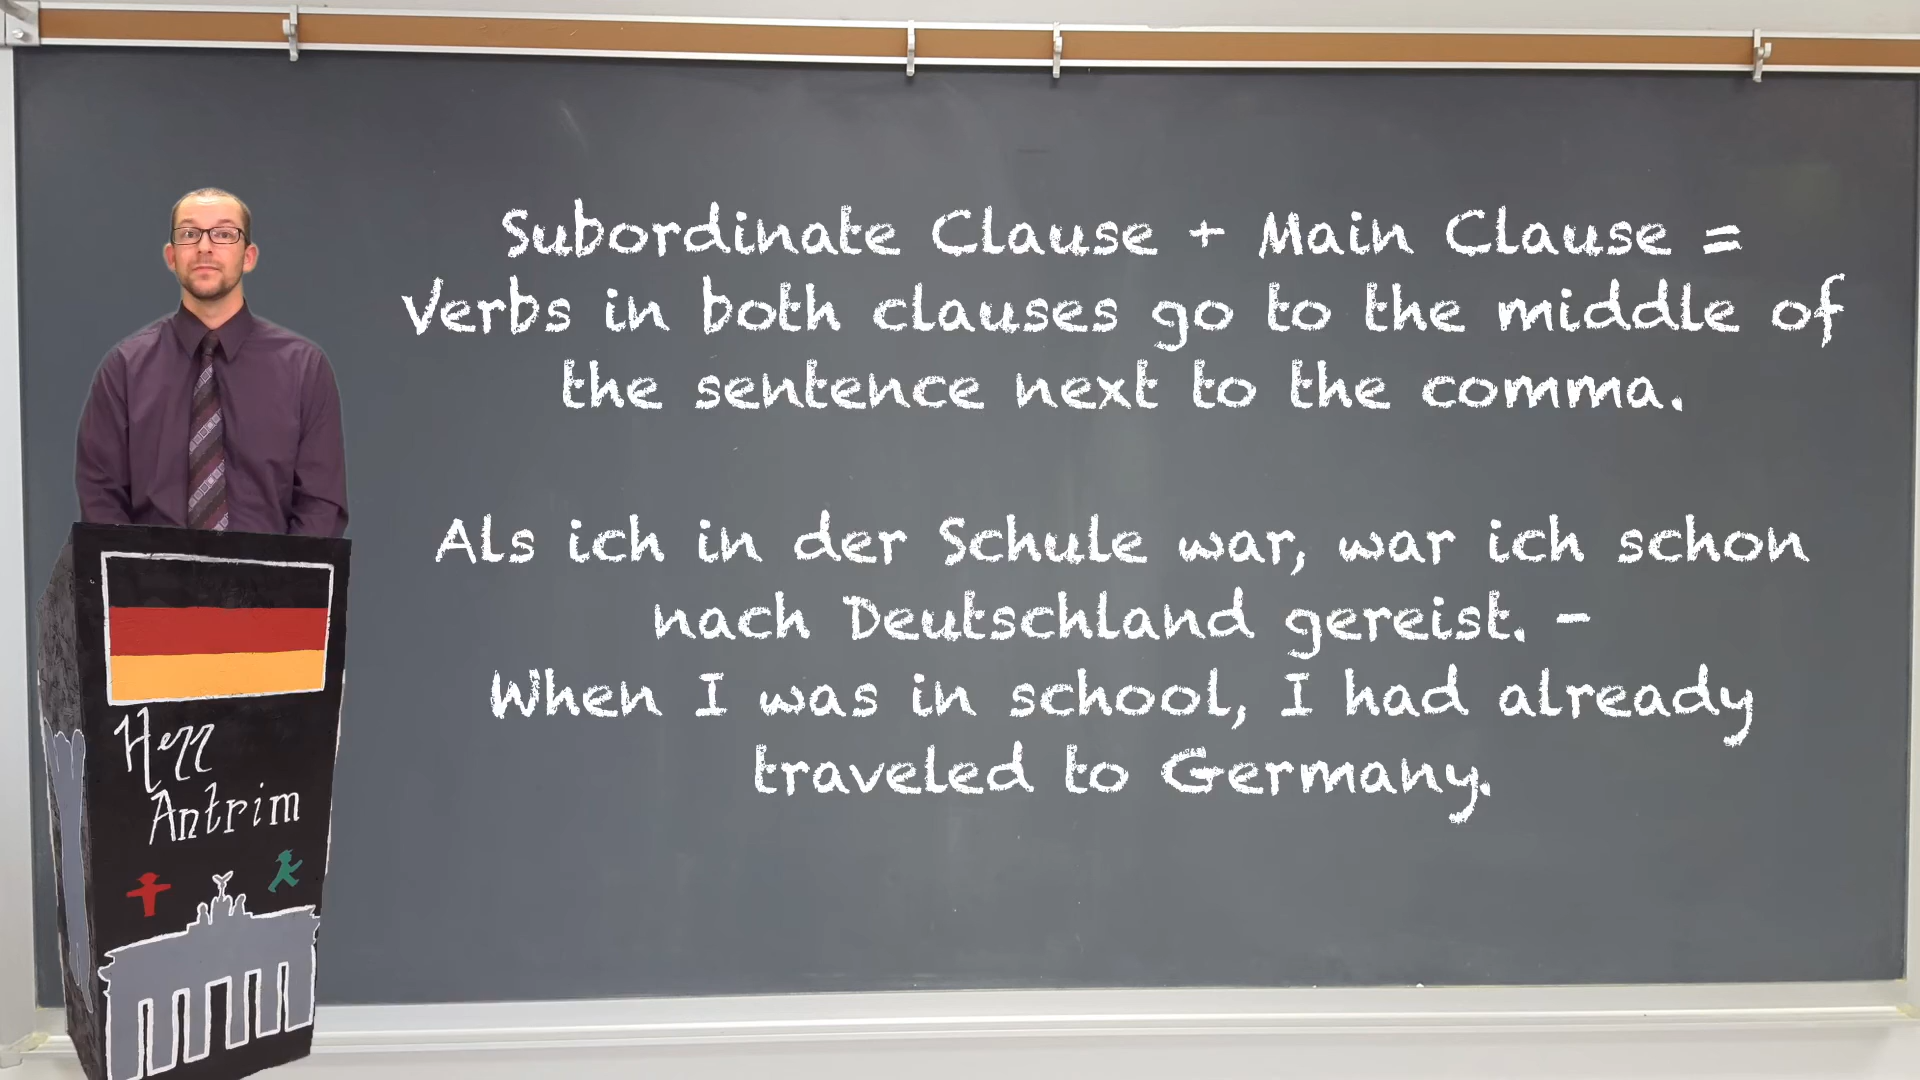 Subordinate Clause + Main Clause =
Verbs in both clauses go to the middle of
the sentence next to the comma.
Als ich in der Schule war, war ich schon
nach Deutschland gereist. -
When I was in school, I had already
traveled to Germany.
Herr
Antrim